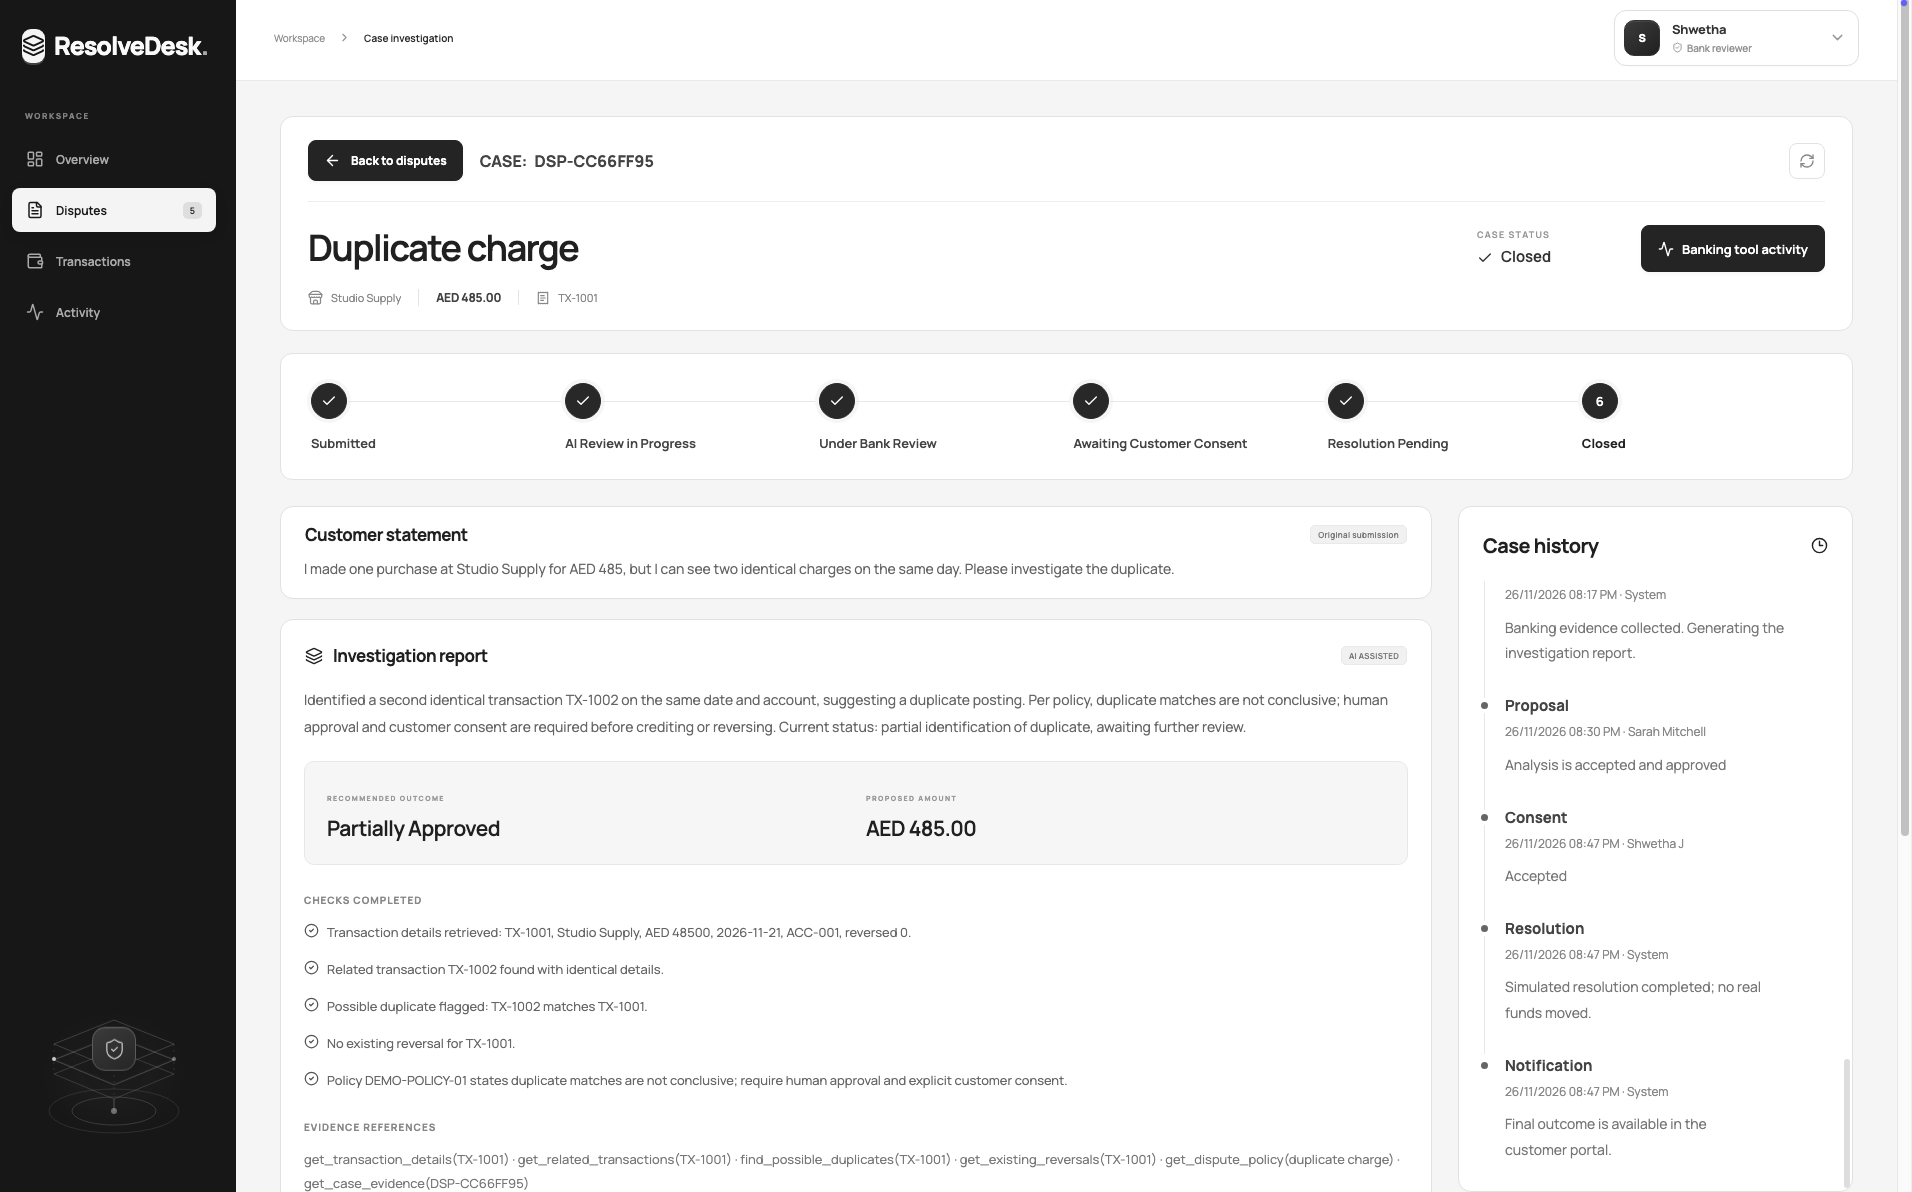 ResolveDesk.
WORKSPACE
Overview
Disputes 5
Transactions
Activity
Workspace > Case investigation
S
Shwetha
Bank reviewer
Back to disputes
CASE: DSP-CC66FF95
Duplicate charge
Studio Supply
AED 485.00
TX-1001
CASE STATUS
Closed
Banking tool activity
Submitted
AI Review in Progress
Under Bank Review
Awaiting Customer Consent
Resolution Pending
6
Closed
Customer statement
Original submission
I made one purchase at Studio Supply for AED 485, but I can see two identical charges on the same day. Please investigate the duplicate.
Investigation report
AI ASSISTED
Identified a second identical transaction TX-1002 on the same date and account, suggesting a duplicate posting. Per policy, duplicate matches are not conclusive; human
approval and customer consent are required before crediting or reversing. Current status: partial identification of duplicate, awaiting further review.
RECOMMENDED OUTCOME
Partially Approved
PROPOSED AMOUNT
AED 485.00
CHECKS COMPLETED
Transaction details retrieved: TX-1001, Studio Supply, AED 48500, 2026-11-21, ACC-001, reversed 0.
Related transaction TX-1002 found with identical details.
Possible duplicate flagged: TX-1002 matches TX-1001.
No existing reversal for TX-1001.
Policy DEMO-POLICY-01 states duplicate matches are not conclusive; require human approval and explicit customer consent.
EVIDENCE REFERENCES
get_transaction_details(TX-1001) · get_related_transactions(TX-1001) · find_possible_duplicates(TX-1001) · get_existing_reversals(TX-1001) · get_dispute_policy(duplicate charge) ·
get_case_evidence(DSP-CC66FF95)
Case history
26/11/2026 08:17 PM · System
Banking evidence collected. Generating the
investigation report.
Proposal
26/11/2026 08:30 PM · Sarah Mitchell
Analysis is accepted and approved
Consent
26/11/2026 08:47 PM · Shwetha J
Accepted
Resolution
26/11/2026 08:47 PM · System
Simulated resolution completed; no real
funds moved.
Notification
26/11/2026 08:47 PM · System
Final outcome is available in the
customer portal.